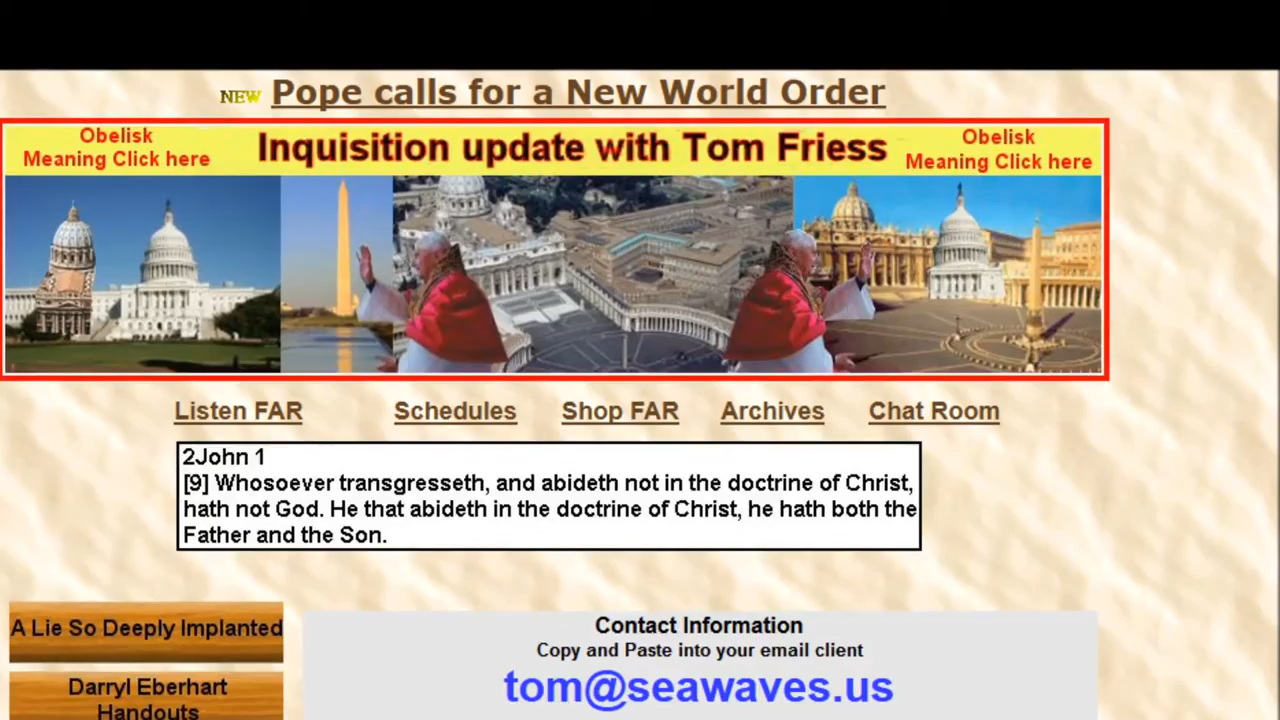 NEW Pope calls for a New World Order
Obelisk
Meaning Click here
Inquisition update with Tom Friess
Obelisk
Meaning Click here
Listen FAR Schedules Shop FAR Archives Chat Room
2John 1
[9] Whosoever transgresseth, and abideth not in the doctrine of Christ,
hath not God. He that abideth in the doctrine of Christ, he hath both the
Father and the Son.
A Lie So Deeply Implanted
Darryl Eberhart
Handouts
Contact Information
Copy and Paste into your email client
tom@seawaves.us